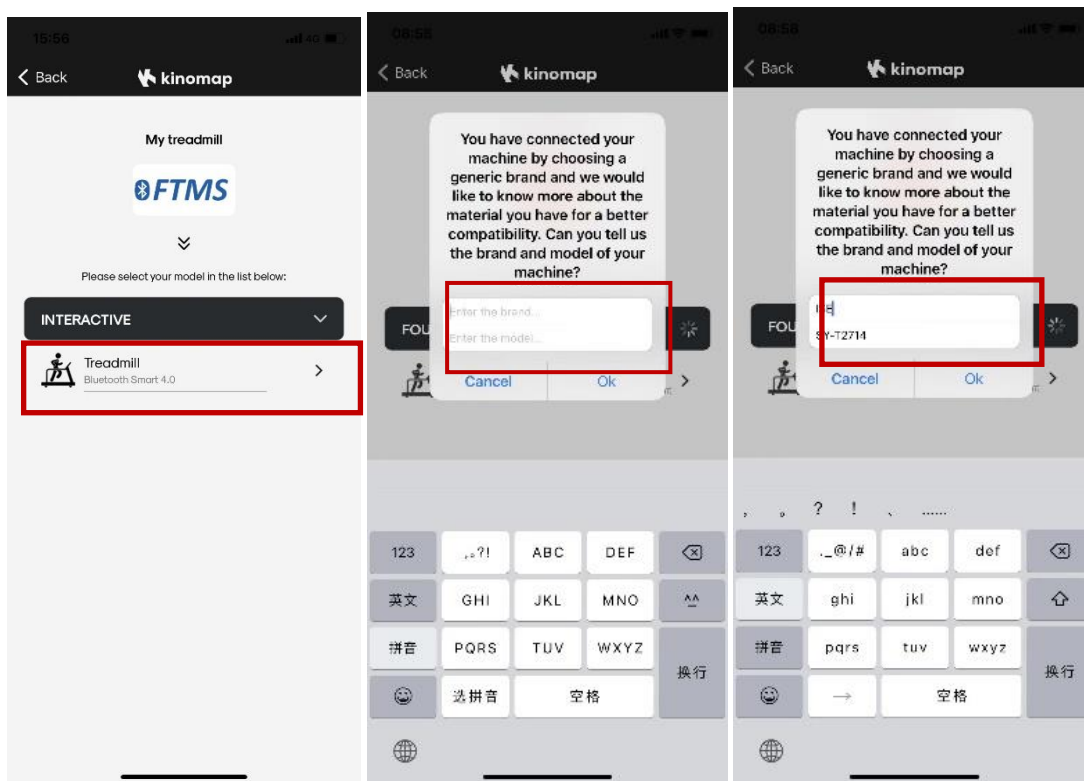 15:56
4G
Back
kinomap
My treadmill
FTMS
Please select your model in the list below:
INTERACTIVE
Treadmill
Bluetooth Smart 4.0
08:58
Back
kinomap
You have connected your
machine by choosing a
generic brand and we would
like to know more about the
material you have for a better
compatibility. Can you tell us
the brand and model of your
machine?
Enter the brand...
Enter the model...
FOU
Cancel
Ok
123
,。?!
ABC
DEF
英文
GHI
JKL
MNO
^^
拼音
PQRS
TUV
WXYZ
换行
选拼音
空格
08:58
Back
kinomap
You have connected your
machine by choosing a
generic brand and we would
like to know more about the
material you have for a better
compatibility. Can you tell us
the brand and model of your
machine?
SY-T2714
FOU
Cancel
Ok
, 。 ? ! 、 ......
123
._@/#
abc
def
英文
ghi
jkl
mno
拼音
pqrs
tuv
wxyz
换行
空格